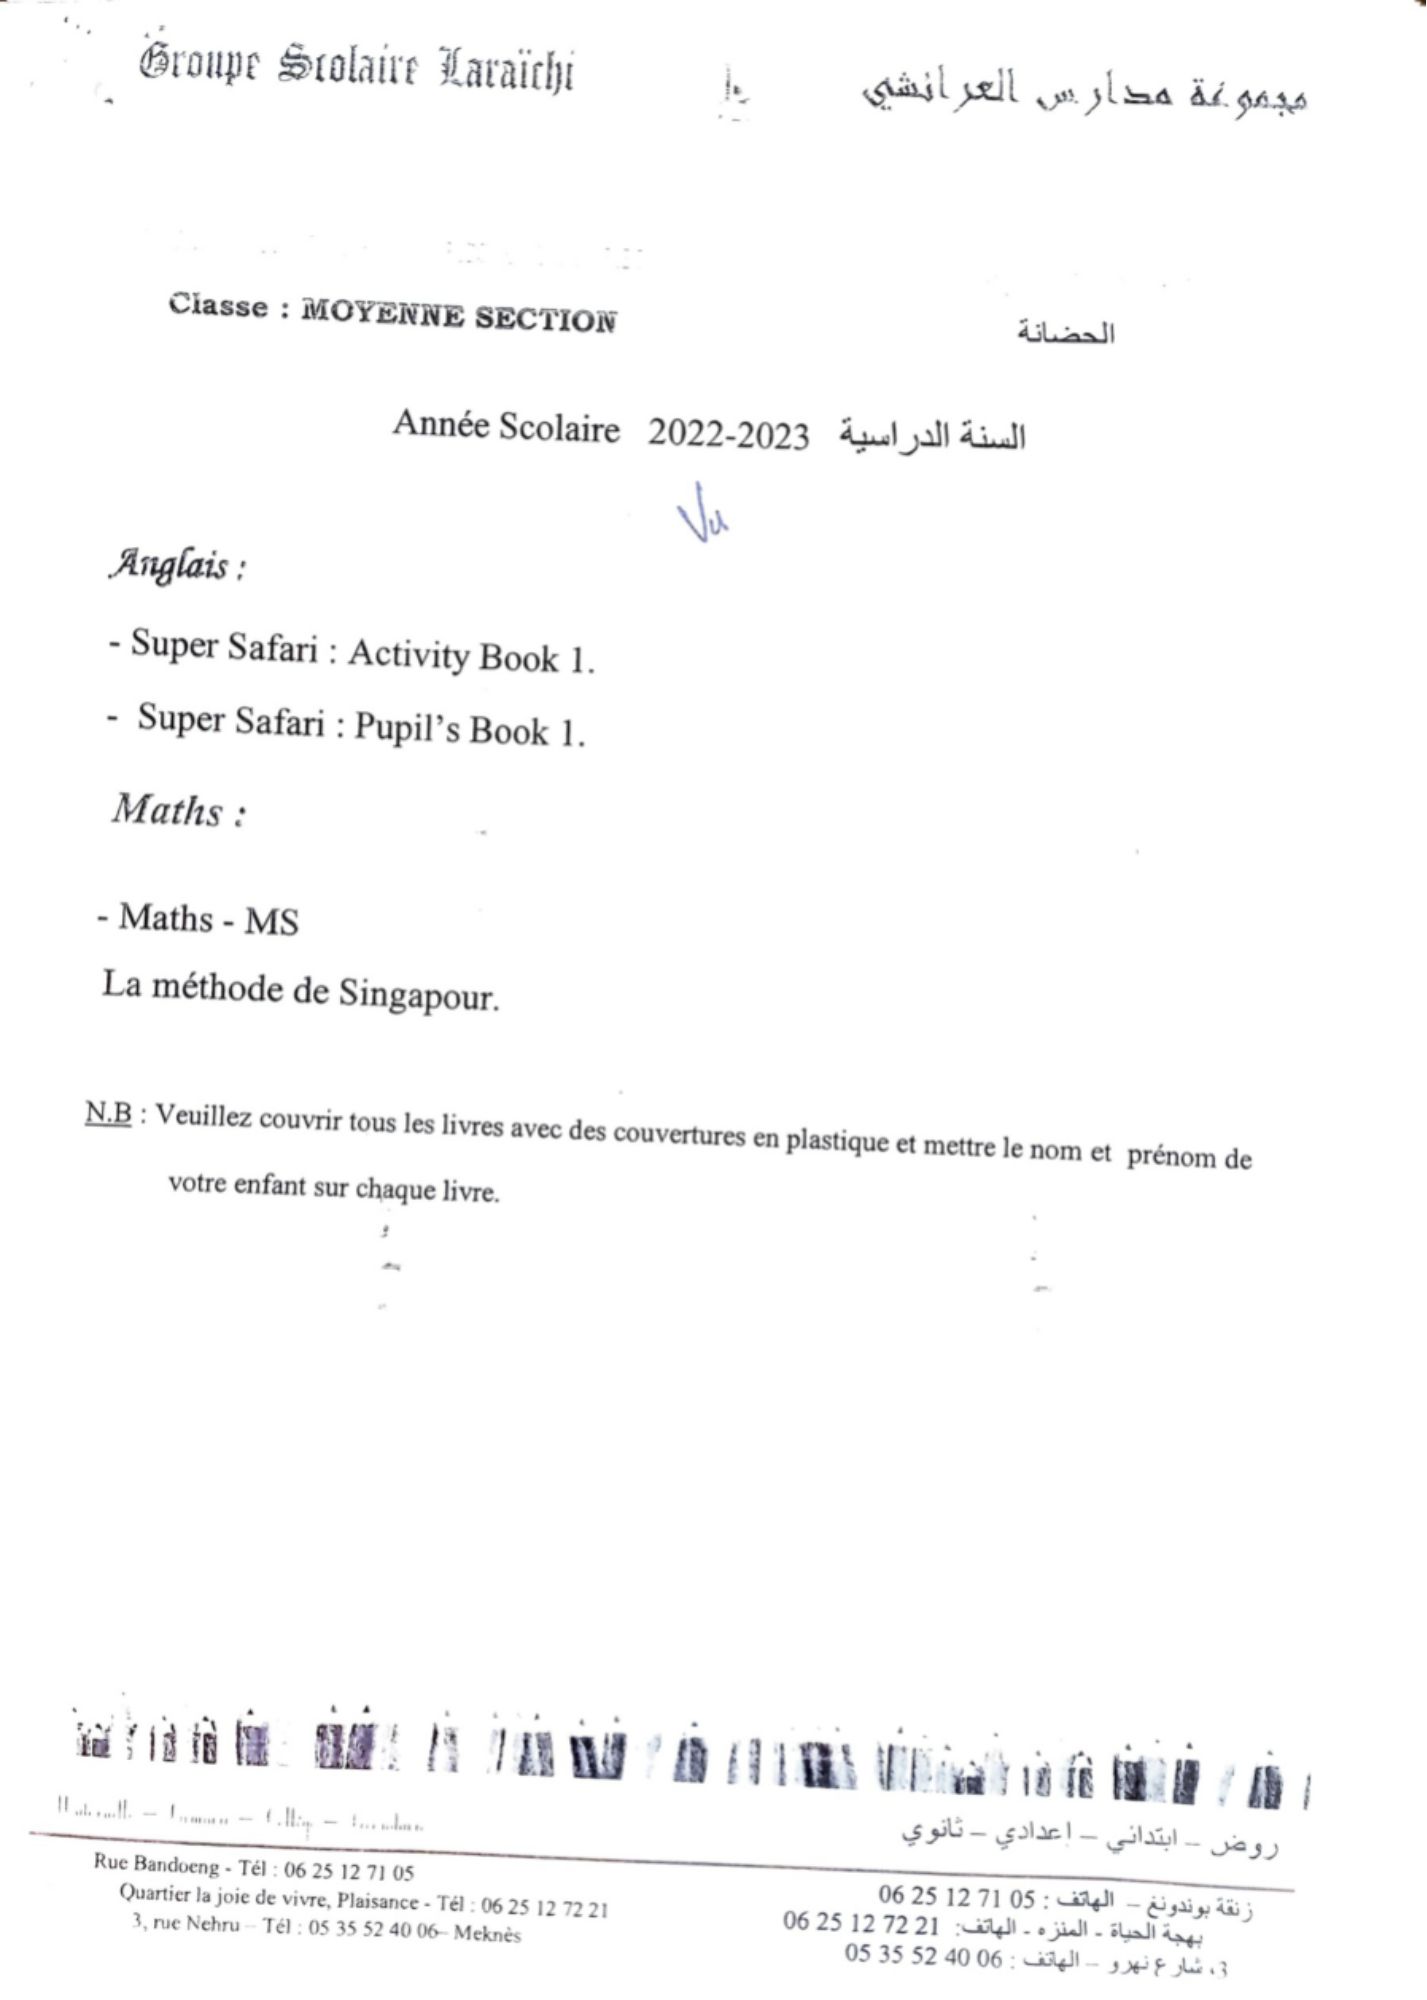 Groupe Scolaire Laraïchi
مجموعة مدارس العرائشي
Classe : MOYENNE SECTION
الحضانة
Année Scolaire 2022-2023 السنة الدراسية
Vu
Anglais :
- Super Safari : Activity Book 1.
- Super Safari : Pupil's Book 1.
Maths :
- Maths - MS
La méthode de Singapour.
N.B : Veuillez couvrir tous les livres avec des couvertures en plastique et mettre le nom et prénom de
votre enfant sur chaque livre.
روض – ابتدائي – إعدادي – ثانوي
Rue Bandoeng - Tél : 06 25 12 71 05
Quartier la joie de vivre, Plaisance - Tél : 06 25 12 72 21
3, rue Nehru – Tél : 05 35 52 40 06– Meknès
زنقة بوندونغ – الهاتف : 05 71 12 25 06
بهجة الحياة - المنزه - الهاتف: 21 72 12 25 06
3، شارع نهرو – الهاتف : 06 40 52 35 05